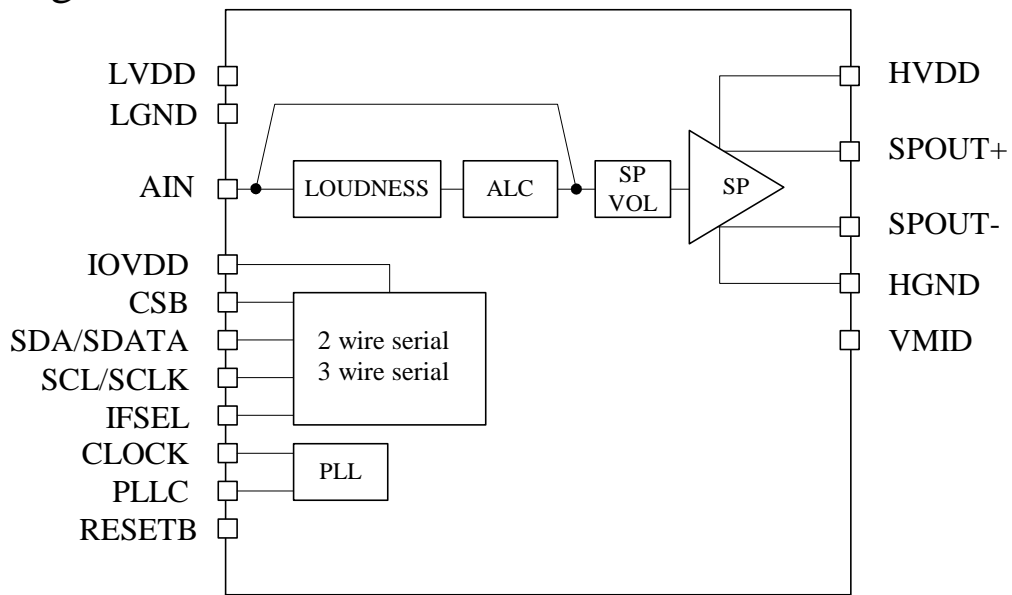 LVDD
LGND
AIN
IOVDD
CSB
SDA/SDATA
SCL/SCLK
IFSEL
CLOCK
PLLC
RESETB
LOUDNESS
ALC
SP
VOL
SP
2 wire serial
3 wire serial
PLL
HVDD
SPOUT+
SPOUT-
HGND
VMID